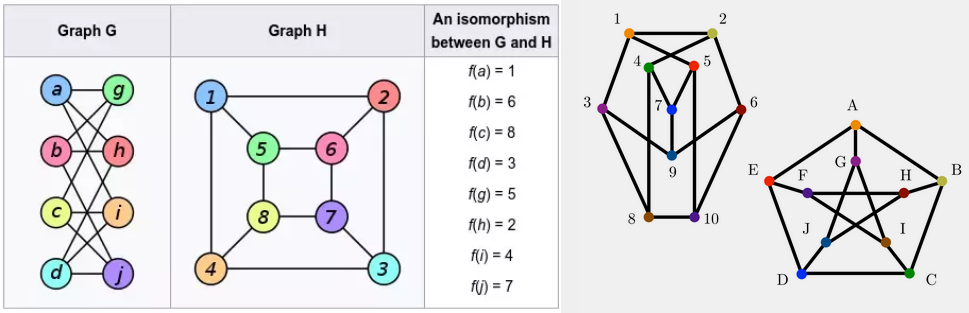 Graph G
Graph H
An isomorphism
between G and H
a
g
b
h
c
i
d
j
1
2
5
6
8
7
4
3
f(a) = 1
f(b) = 6
f(c) = 8
f(d) = 3
f(g) = 5
f(h) = 2
f(i) = 4
f(j) = 7
1
2
4
5
3
7
6
9
8
10
A
G
E
F
H
B
J
I
D
C